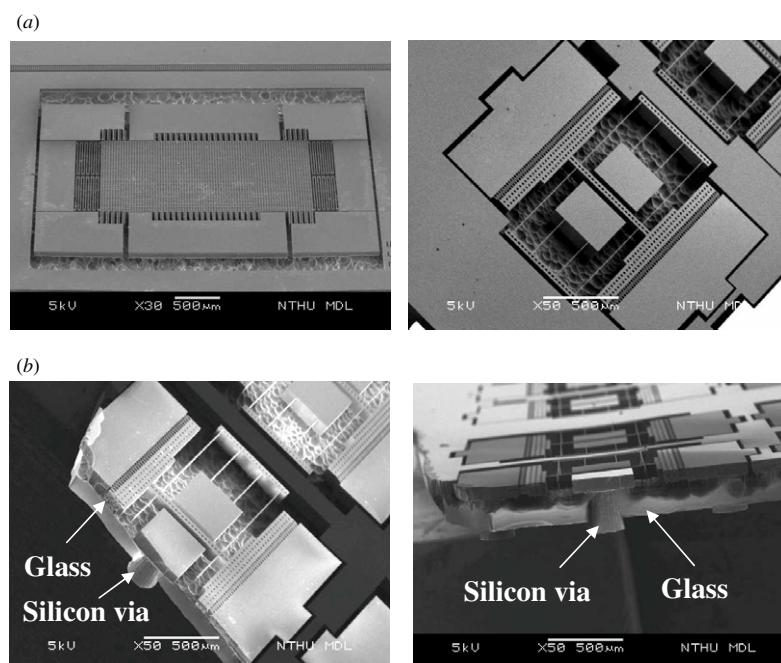 (a)
5kV X30 500μm NTHU MDL
5kV X50 500μm NTHU MDL
(b)
Glass
Silicon via
5kV X50 500μm NTHU MDL
Silicon via Glass
5kV X50 500μm NTHU MDL